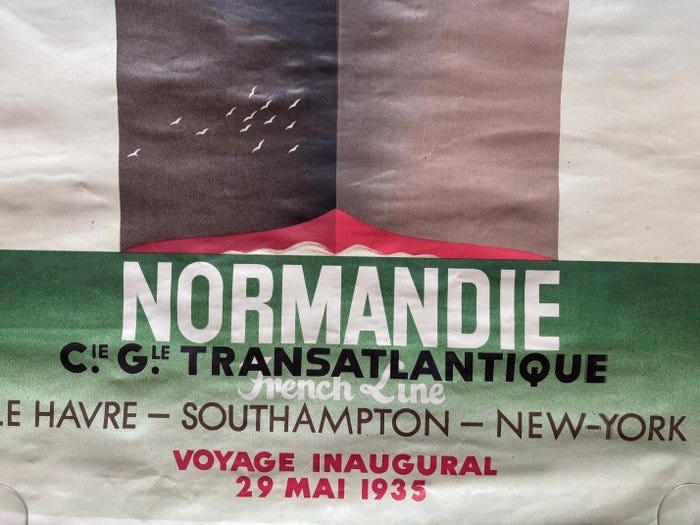 NORMANDIE
CIE. GLE. TRANSATLANTIQUE
French Line
LE HAVRE – SOUTHAMPTON – NEW-YORK
VOYAGE INAUGURAL
29 MAI 1935